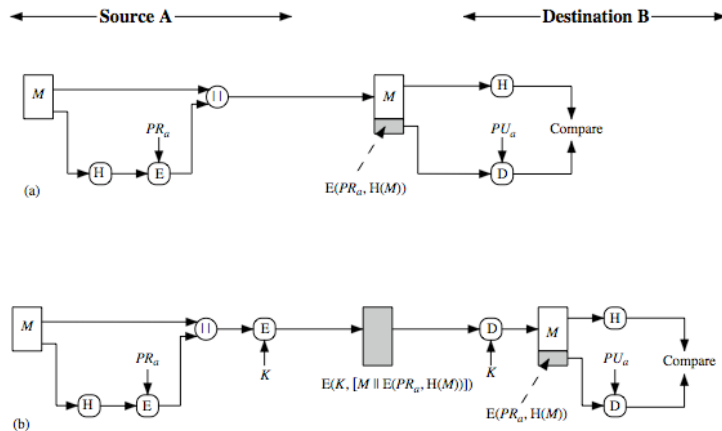 Source A
Destination B
M
| |
M
H
PRa
PUa
Compare
H
E
D
E(PRa, H(M))
(a)
M
| |
E
D
M
H
PRa
K
E(K, [M || E(PRa, H(M))])
K
PUa
Compare
H
E
E(PRa, H(M))
D
(b)